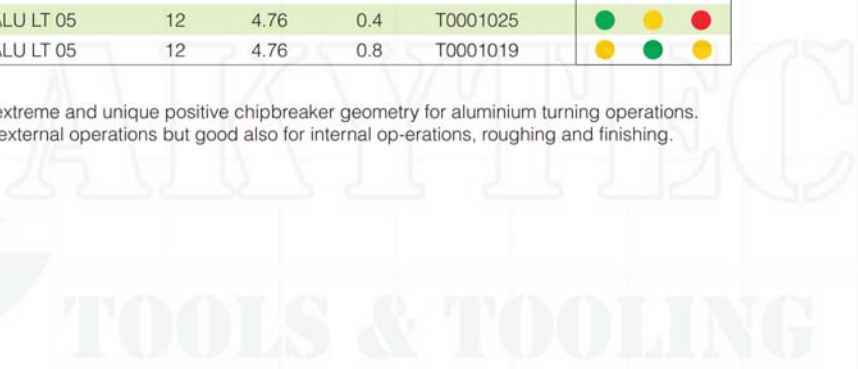 ALU LT 05 12 4.76 0.4 T0001025
ALU LT 05 12 4.76 0.8 T0001019
extreme and unique positive chipbreaker geometry for aluminium turning operations.
external operations but good also for internal op-erations, roughing and finishing.
AKYTEC
TOOLS & TOOLING